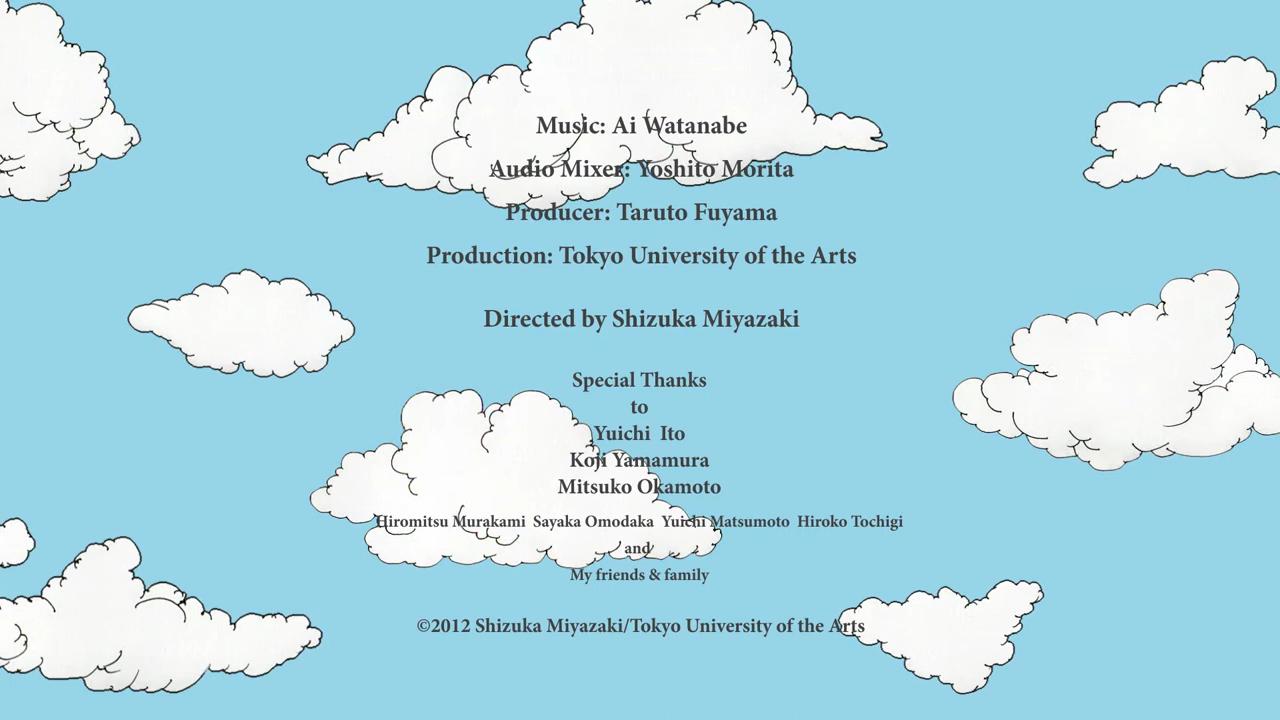 Music: Ai Watanabe
Audio Mixer: Yoshito Morita
Producer: Taruto Fuyama
Production: Tokyo University of the Arts
Directed by Shizuka Miyazaki
Special Thanks
to
Yuichi Ito
Koji Yamamura
Mitsuko Okamoto
Hiromitsu Murakami Sayaka Omodaka Yuichi Matsumoto Hiroko Tochigi
and
My friends & family
©2012 Shizuka Miyazaki/Tokyo University of the Arts